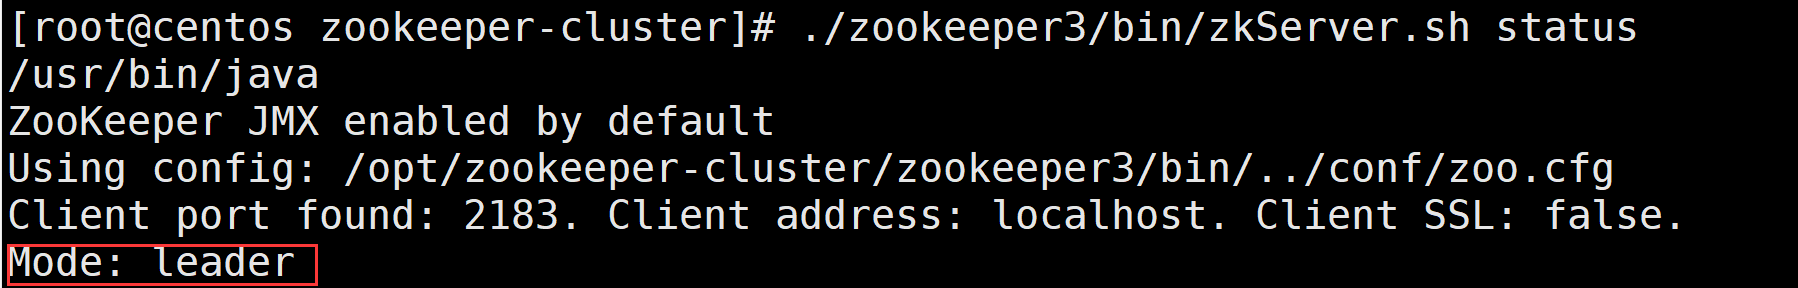 [root@centos zookeeper-cluster]# ./zookeeper3/bin/zkServer.sh status
/usr/bin/java
ZooKeeper JMX enabled by default
Using config: /opt/zookeeper-cluster/zookeeper3/bin/../conf/zoo.cfg
Client port found: 2183. Client address: localhost. Client SSL: false.
Mode: leader